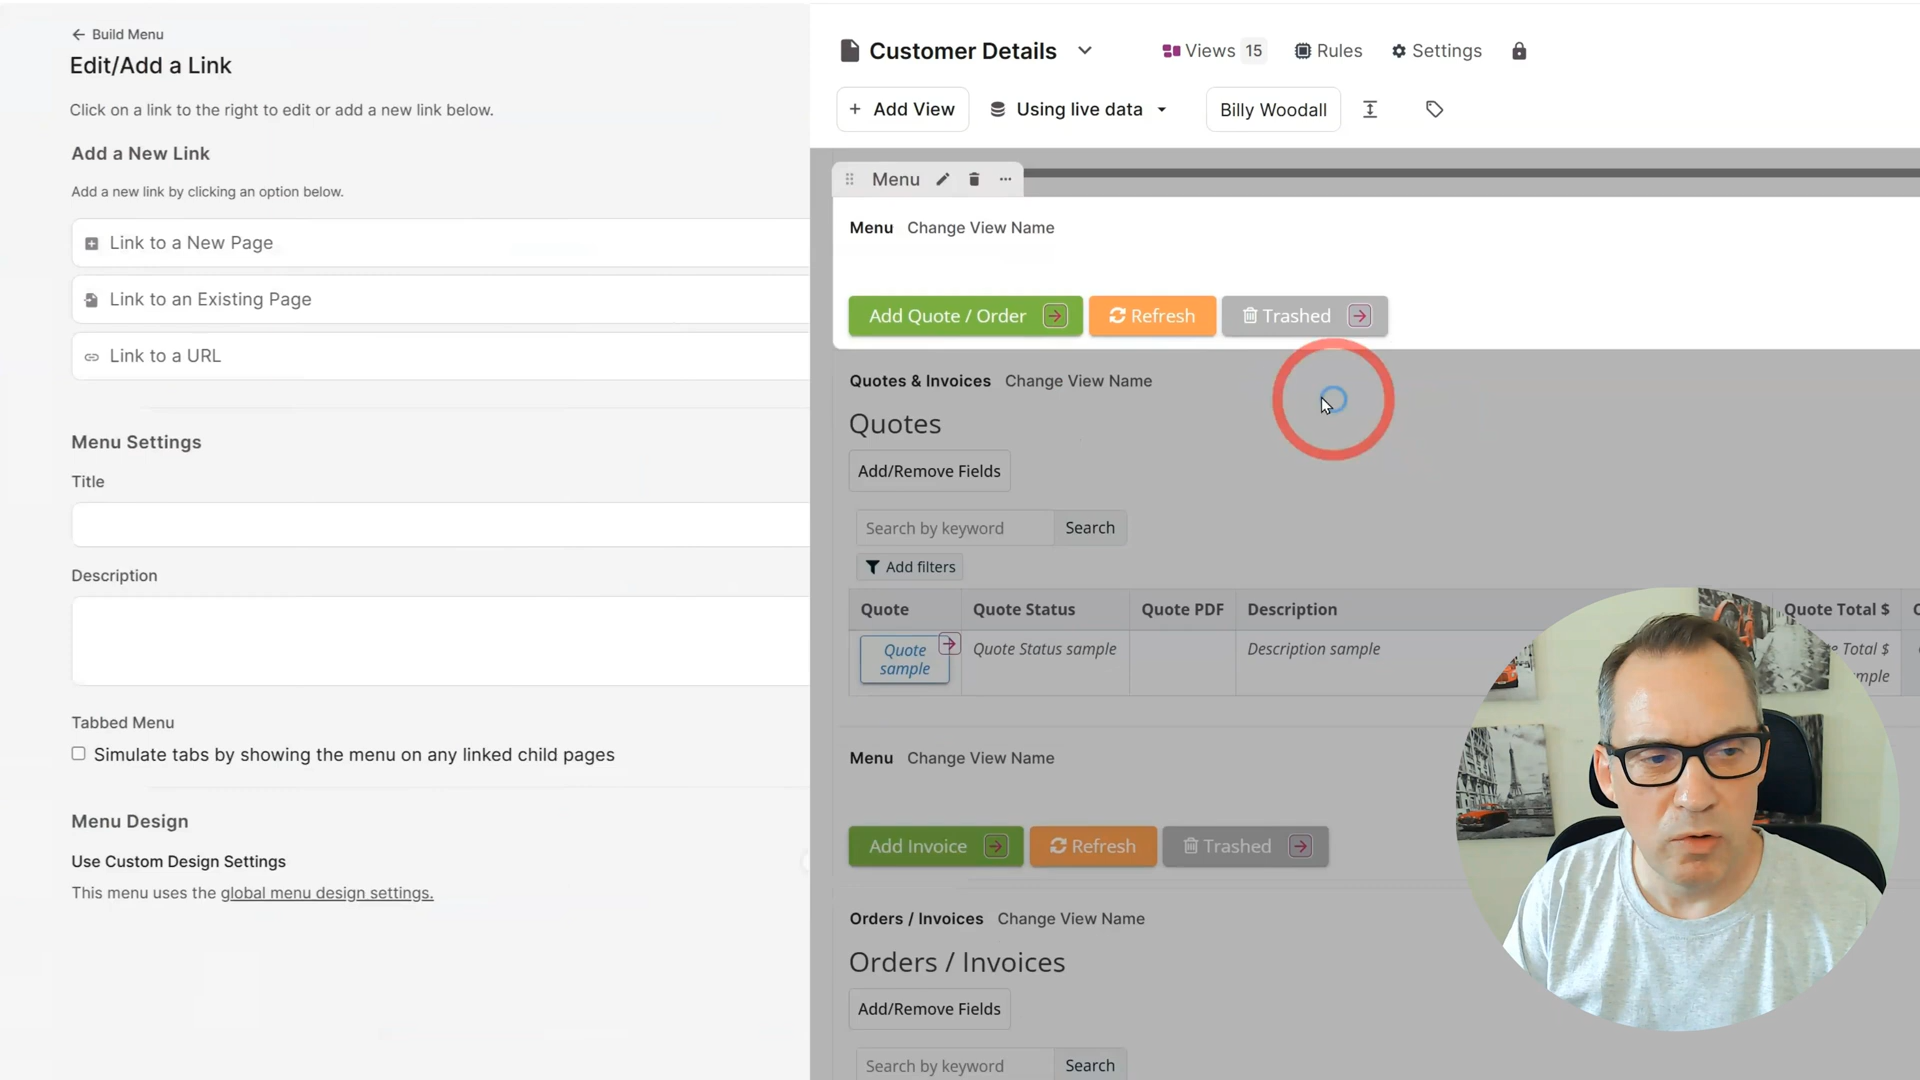 Build Menu
Edit/Add a Link
Click on a link to the right to edit or add a new link below.
Add a New Link
Add a new link by clicking an option below.
Link to a New Page
Link to an Existing Page
Link to a URL
Menu Settings
Title
Description
Tabbed Menu
Simulate tabs by showing the menu on any linked child pages
Menu Design
Use Custom Design Settings
This menu uses the global menu design settings.
Customer Details
Views 15
Rules
Settings
+ Add View
Using live data
Billy Woodall
Menu
Menu Change View Name
Add Quote / Order
Refresh
Trashed
Quotes & Invoices Change View Name
Quotes
Add/Remove Fields
Search by keyword Search
Add filters
Quote Quote Status Quote PDF Description Quote Total $
Quote sample Quote Status sample Description sample Total $
Menu Change View Name
Add Invoice
Refresh
Trashed
Orders / Invoices Change View Name
Orders / Invoices
Add/Remove Fields
Search by keyword Search